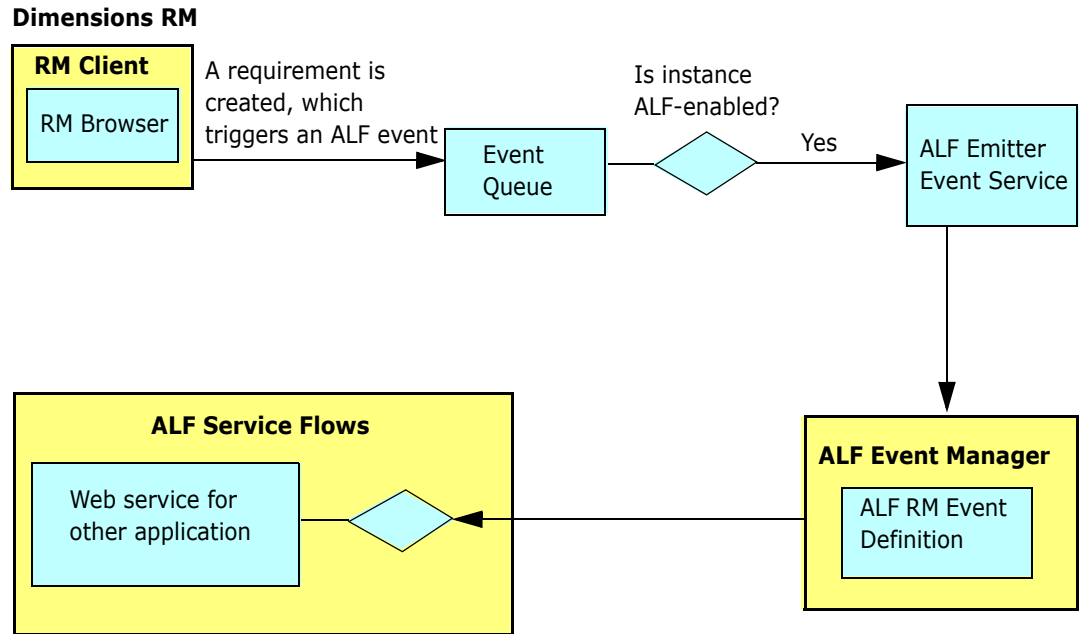 Dimensions RM
RM Client
RM Browser
A requirement is
created, which
triggers an ALF event
Event
Queue
Is instance
ALF-enabled?
Yes
ALF Emitter
Event Service
ALF Service Flows
Web service for
other application
ALF Event Manager
ALF RM Event
Definition